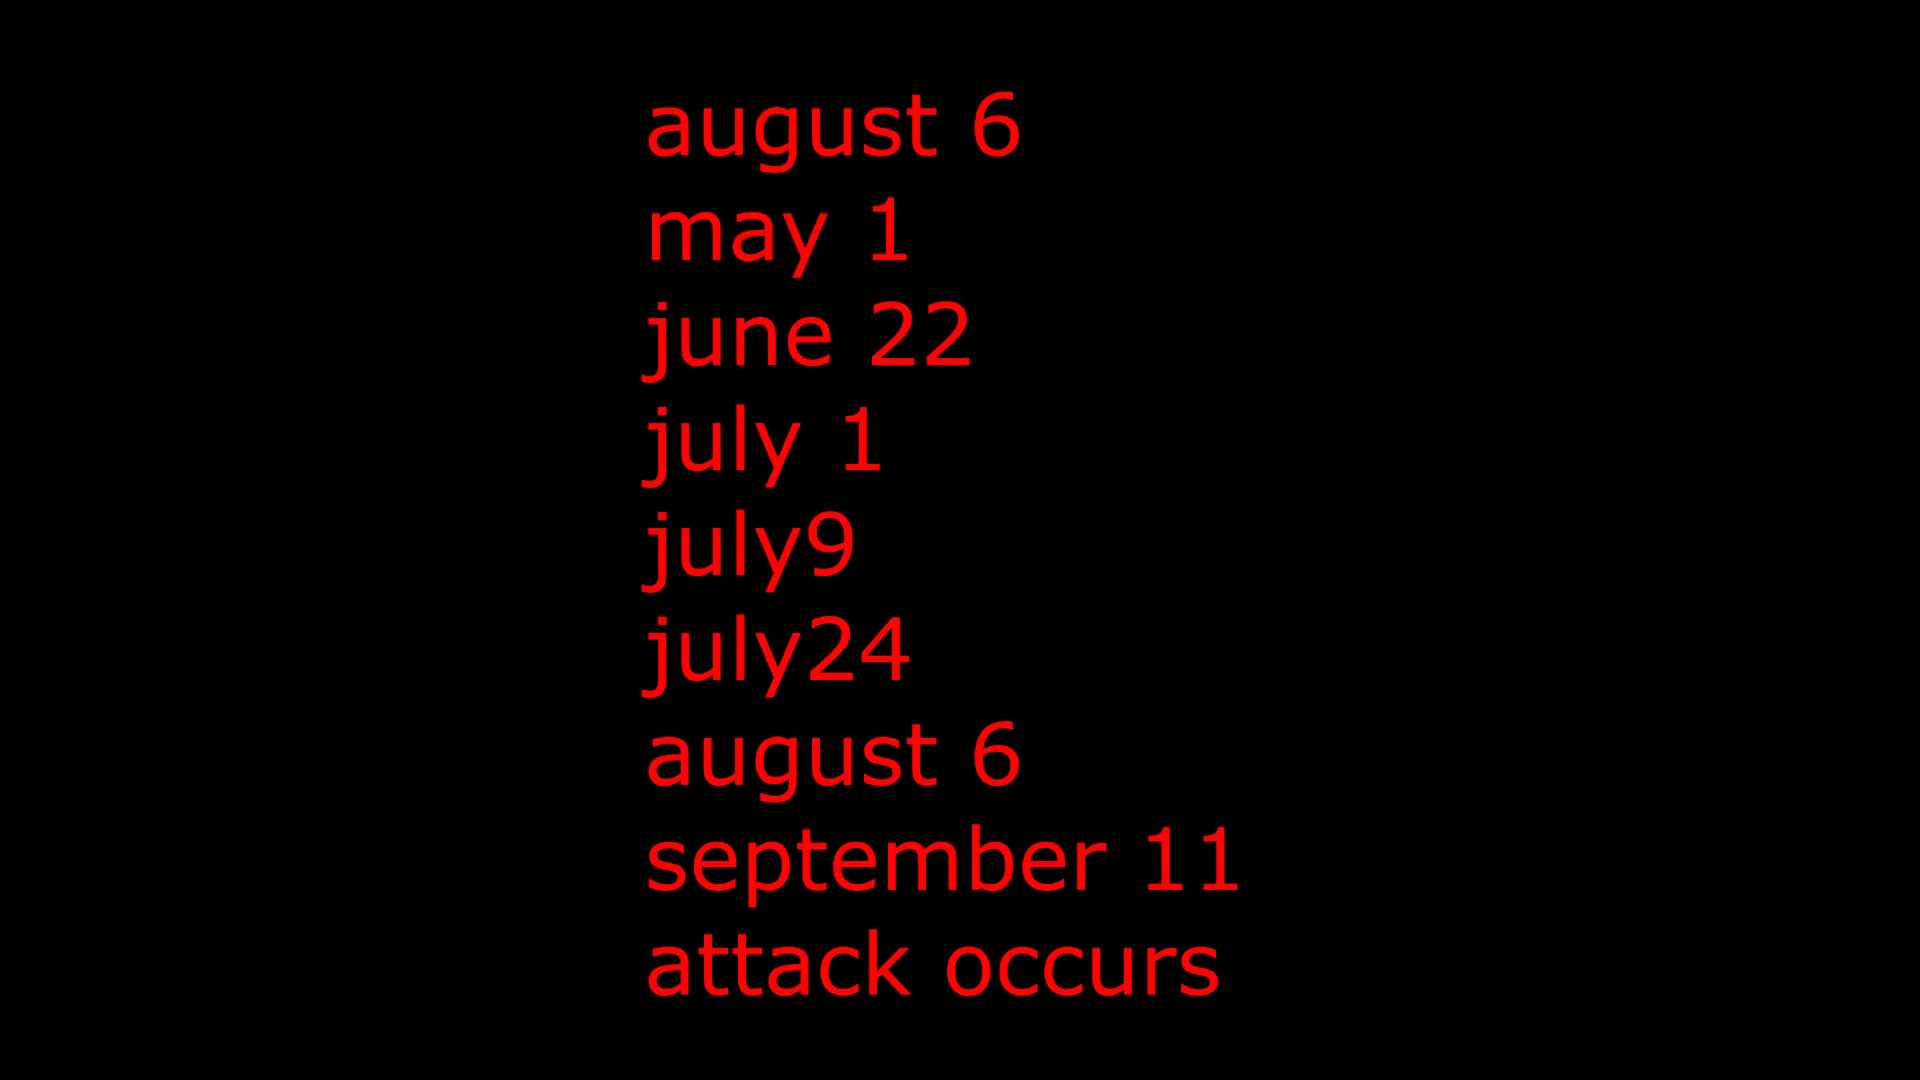 august 6
may 1
june 22
july 1
july9
july24
august 6
september 11
attack occurs